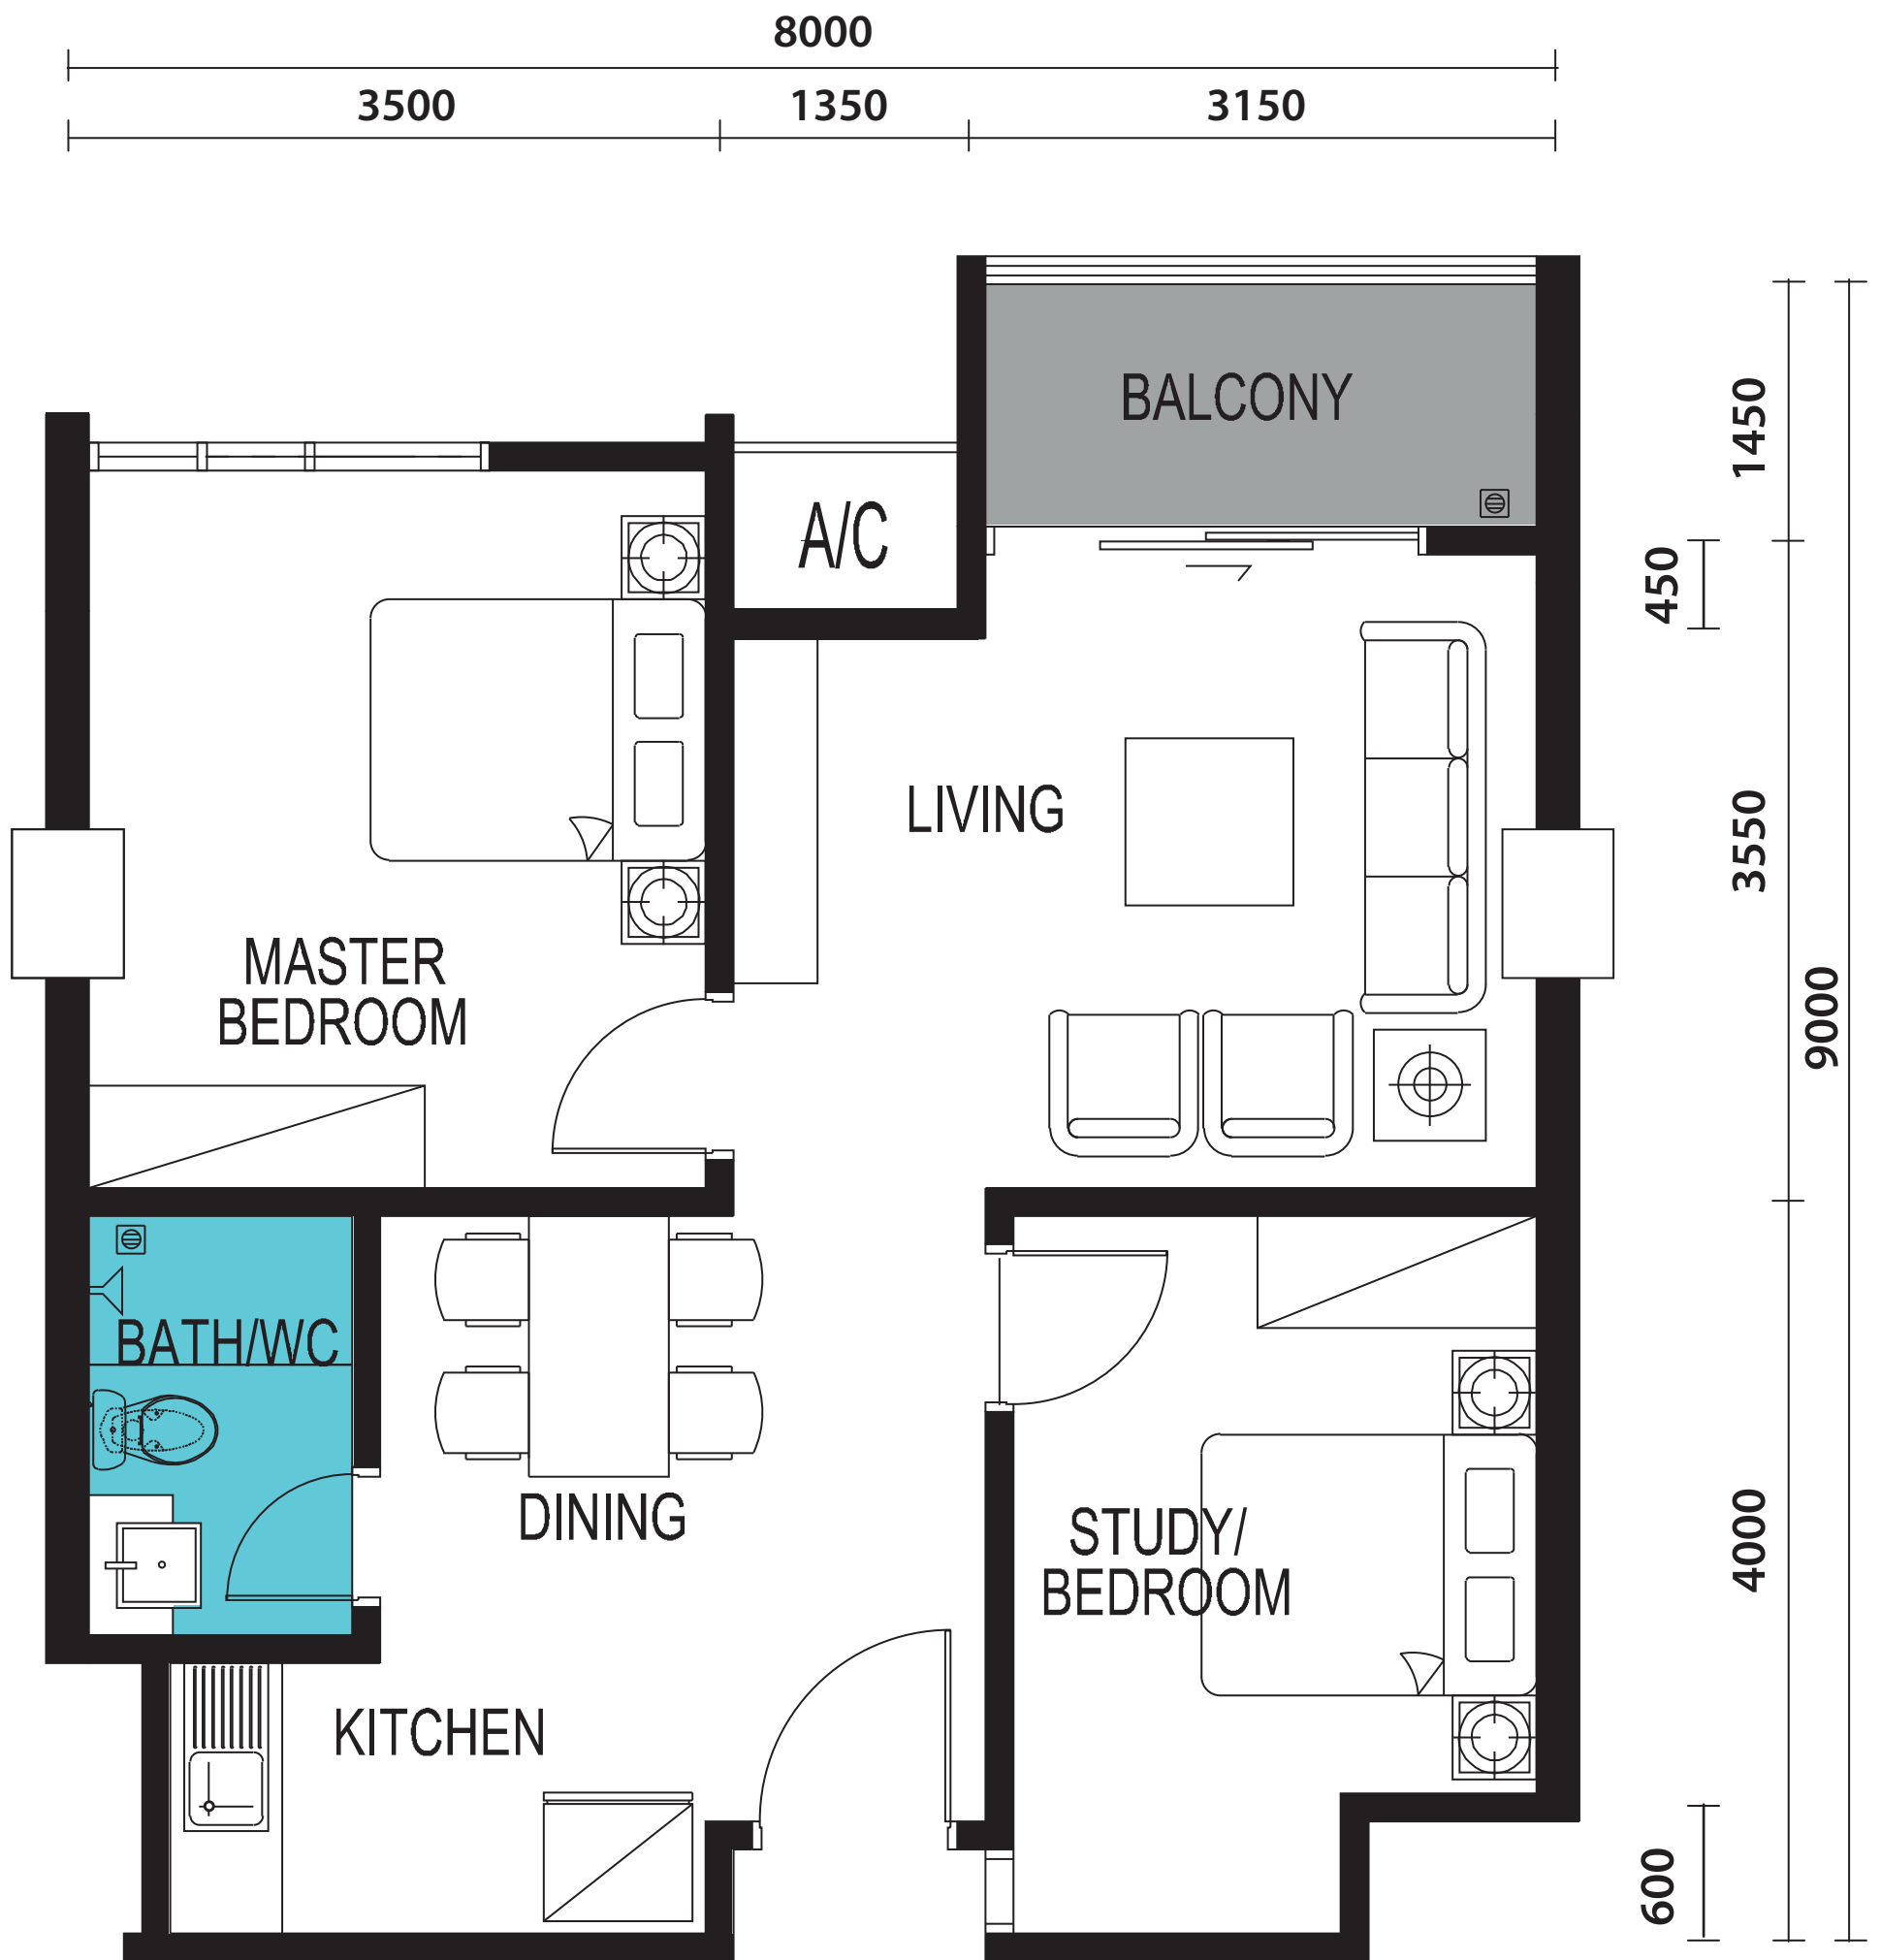 8000
3500
1350
3150
BALCONY
1450
A/C
450
LIVING
3550
MASTER
BEDROOM
9000
BATH/WC
DINING
STUDY/
BEDROOM
4000
KITCHEN
600